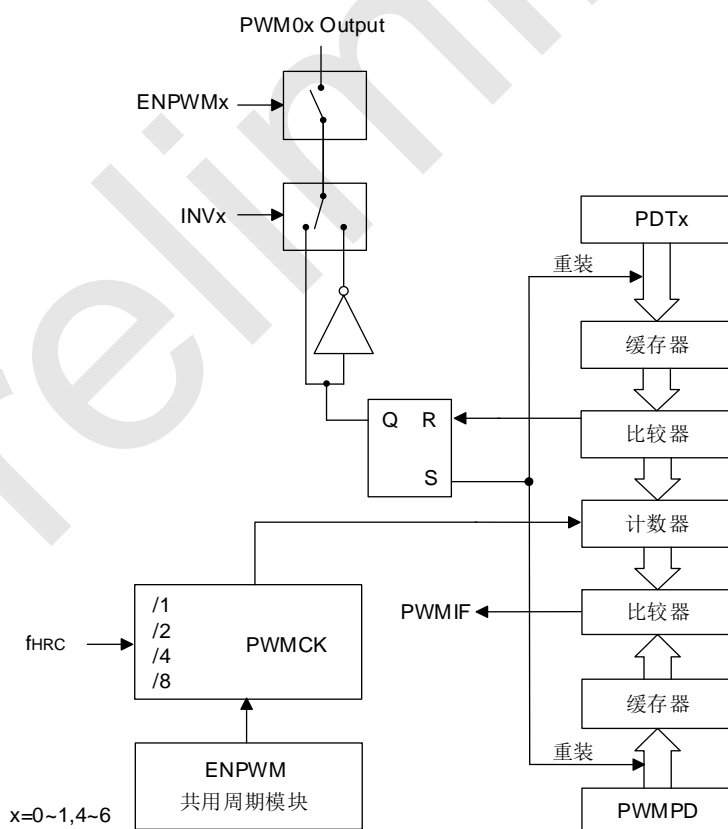 PWM0x Output
ENPWMx
INVx
PDTx
重装
缓存器
Q R
S
比较器
计数器
/1
/2
/4
/8
PWMCK
fHRC
PWMIF
比较器
缓存器
ENPWM
共用周期模块
重装
PWMPD
x=0~1,4~6